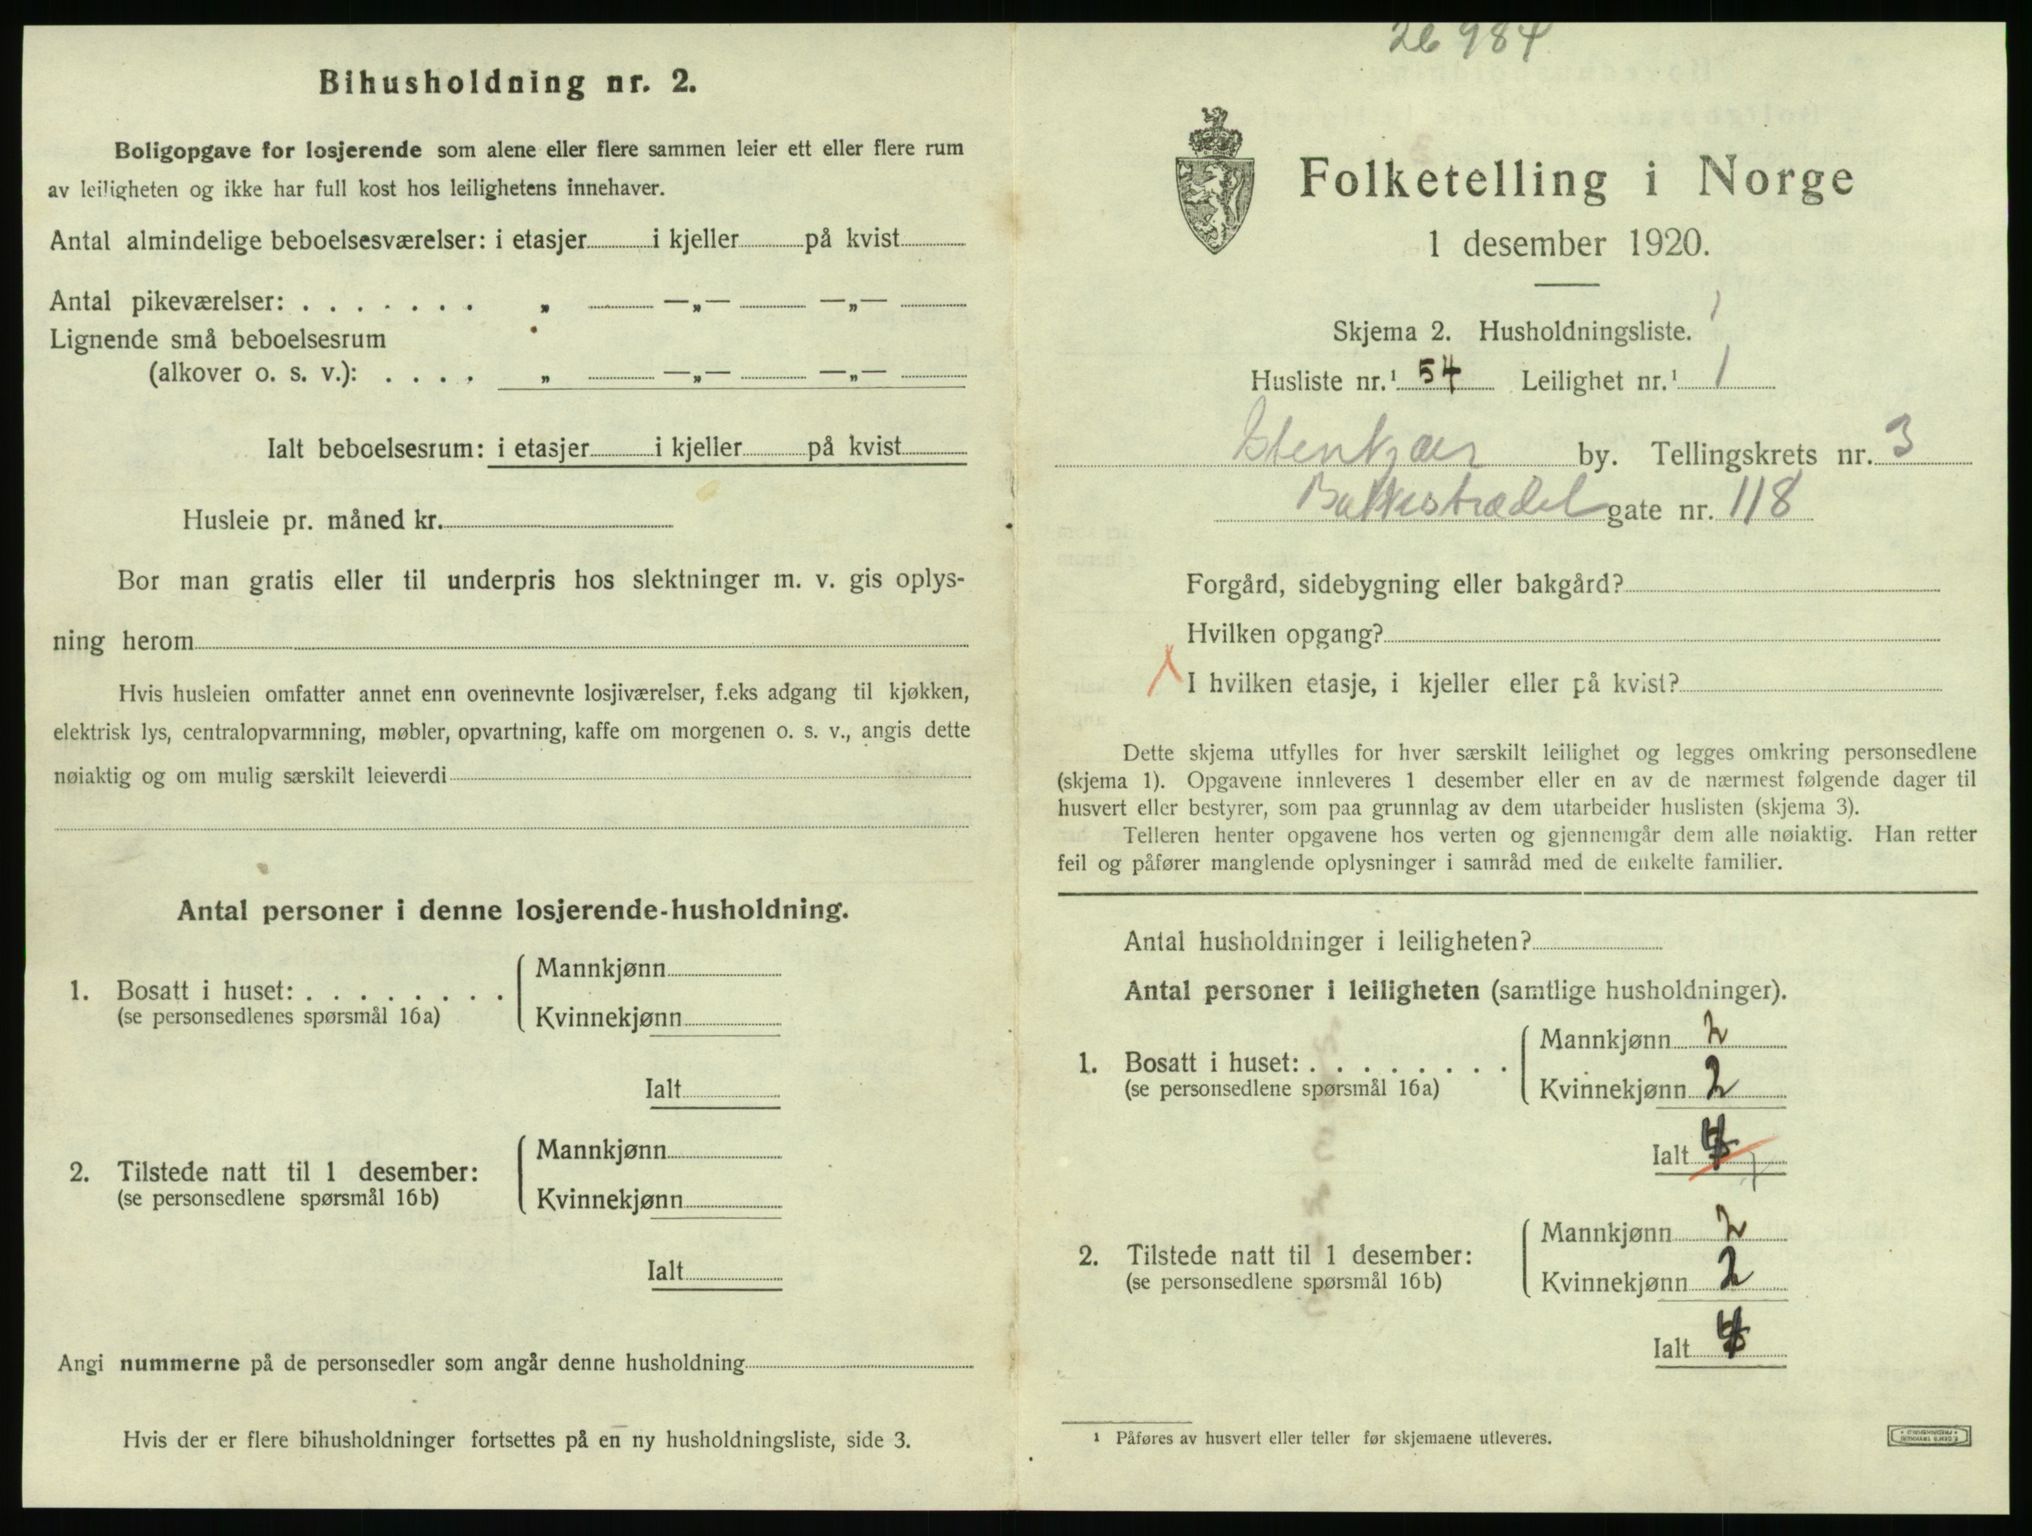 Bihusholdning nr. 2.
Boligopgave for losjerende som alene eller flere sammen leier ett eller flere rum
av leiligheten og ikke har full kost hos leilighetens innehaver.
Antal almindelige beboelsesværelser: i etasjer i kjeller på kvist
Antal pikeværelser: . . . . . . . „ —„— —„—
Lignende små beboelsesrum
(alkover o. s. v.): . . . . „ —„— —„—
Ialt beboelsesrum: i etasjer i kjeller på kvist
Husleie pr. måned kr.
Bor man gratis eller til underpris hos slektninger m. v. gis oplys-
ning herom
Hvis husleien omfatter annet enn ovennevnte losjiværelser, f.eks adgang til kjøkken,
elektrisk lys, centralopvarmning, møbler, opvartning, kaffe om morgenen o. s. v., angis dette
nøiaktig og om mulig særskilt leieverdi
Antal personer i denne losjerende-husholdning.
1. Bosatt i huset: . . . . . . . .
(se personsedlenes spørsmål 16a)
Mannkjønn
Kvinnekjønn
Ialt
2. Tilstede natt til 1 desember:
(se personsedlene spørsmål 16b)
Mannkjønn
Kvinnekjønn
Ialt
Angi nummerne på de personsedler som angår denne husholdning
Hvis der er flere bihusholdninger fortsettes på en ny husholdningsliste, side 3.
26984
Folketelling i Norge
1 desember 1920.
Skjema 2. Husholdningsliste.
Husliste nr.¹ 54 Leilighet nr.¹ 1
Stenkjær by. Tellingskrets nr. 3
Bakkestrædet gate nr. 118
Forgård, sidebygning eller bakgård?
Hvilken opgang?
I hvilken etasje, i kjeller eller på kvist?
Dette skjema utfylles for hver særskilt leilighet og legges omkring personsedlene
(skjema 1). Opgavene innleveres 1 desember eller en av de nærmest følgende dager til
husvert eller bestyrer, som paa grunnlag av dem utarbeider huslisten (skjema 3).
Telleren henter opgavene hos verten og gjennemgår dem alle nøiaktig. Han retter
feil og påfører manglende oplysninger i samråd med de enkelte familier.
Antal husholdninger i leiligheten?
Antal personer i leiligheten (samtlige husholdninger).
1. Bosatt i huset: . . . . . . . .
(se personsedlene spørsmål 16a)
Mannkjønn 2
Kvinnekjønn 2
Ialt 4
2. Tilstede natt til 1 desember:
(se personsedlene spørsmål 16b)
Mannkjønn 2
Kvinnekjønn 2
Ialt 4
¹ Påføres av husvert eller teller før skjemaene utleveres.